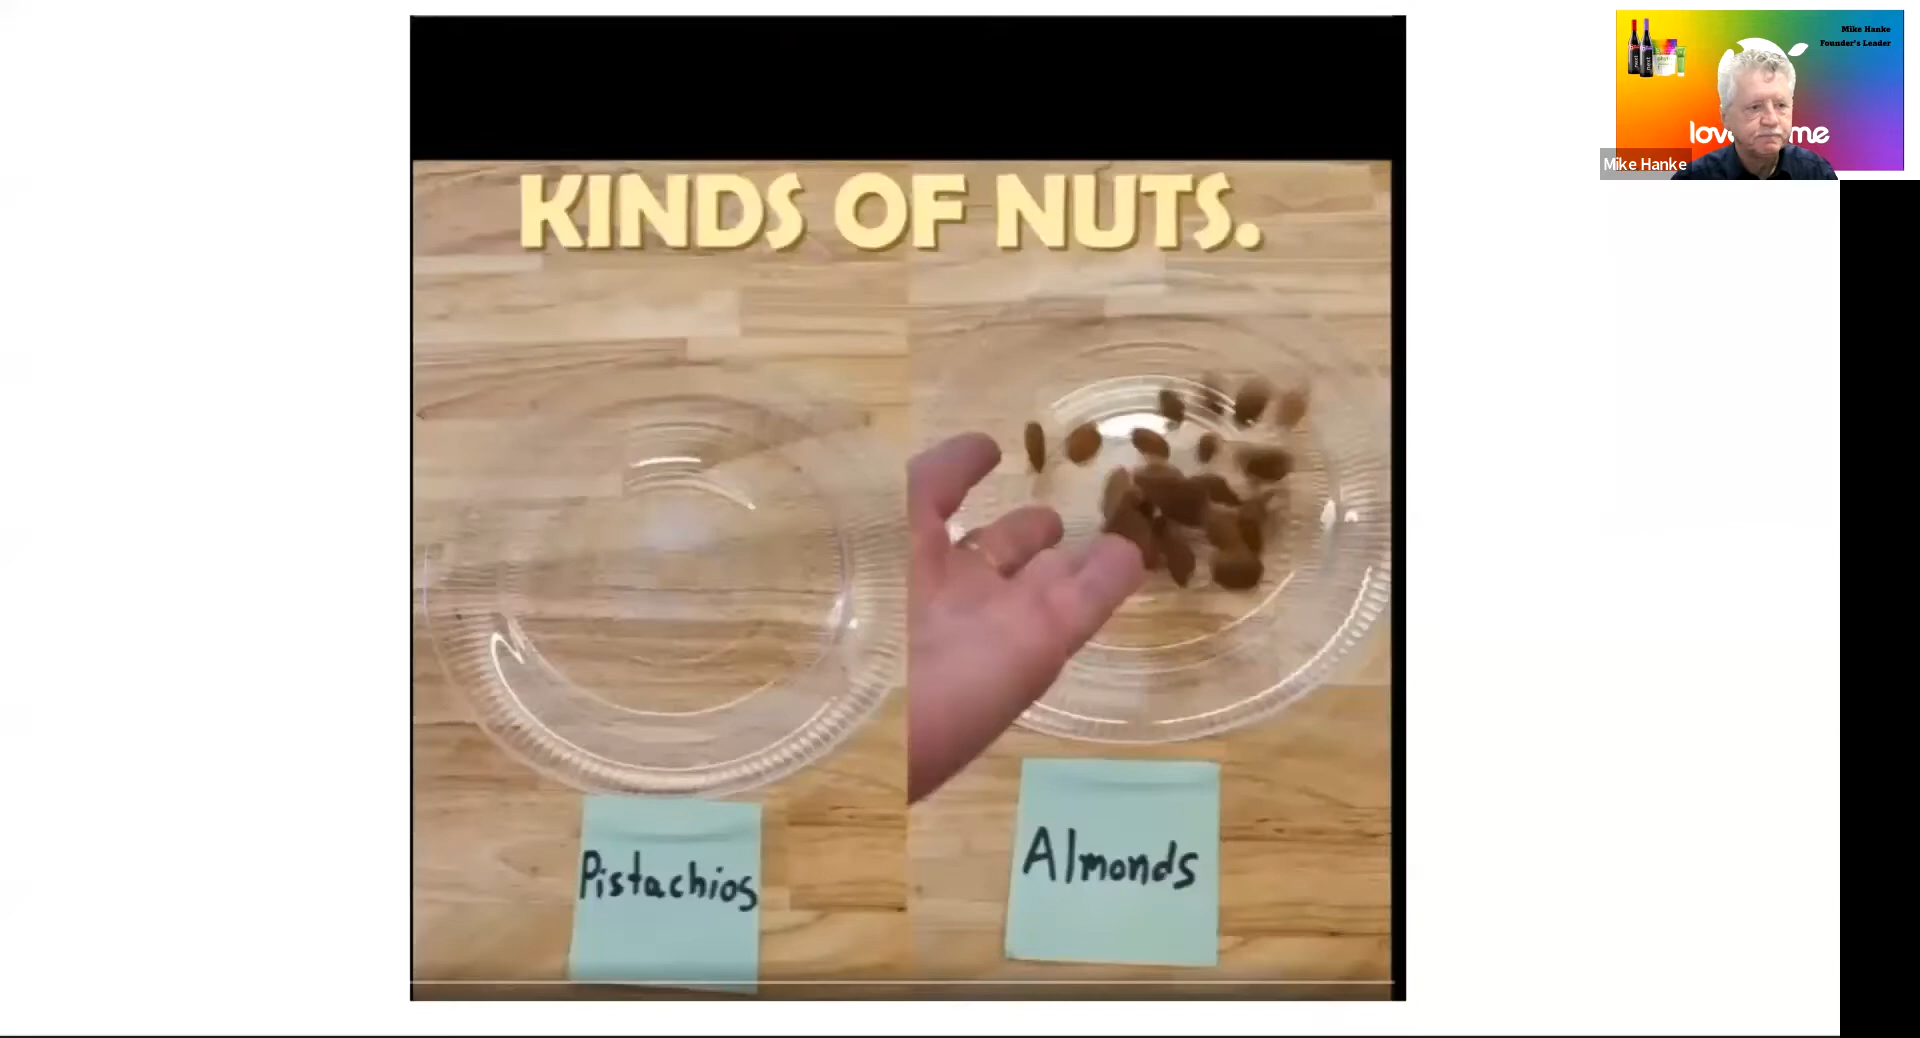 KINDS OF NUTS.
Pistachios
Almonds
Mike Hanke
Founder's Leader
Mike Hanke